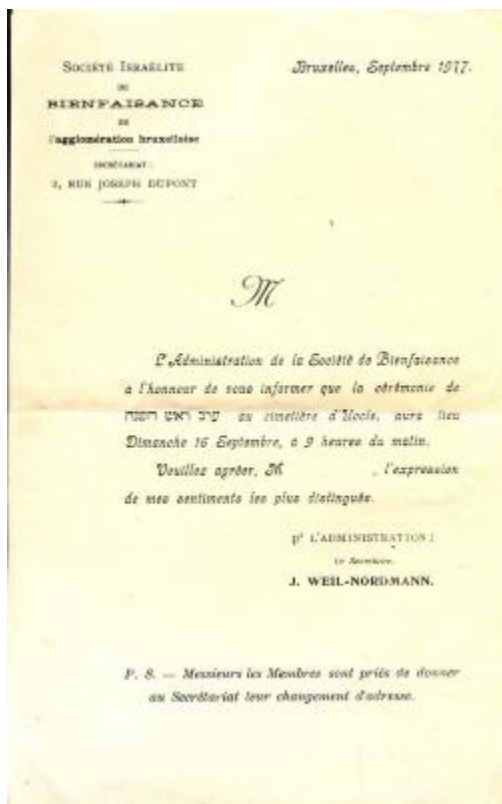 SOCIÉTÉ ISRAÉLITE
DE
BIENFAISANCE
DE
l'agglomération bruxelloise
SECRÉTARIAT :
2, RUE JOSEPH DUPONT
Bruxelles, Septembre 1917.
M
L'Administration de la Société de Bienfaisance
a l'honneur de vous informer que la cérémonie de
ערב ראש השנה au cimetière d'Uccle, aura lieu
Dimanche 16 Septembre, à 9 heures du matin.
Veuillez agréer, M , l'expression
de mes sentiments les plus distingués.
Pr L'ADMINISTRATION :
Le Secrétaire,
J. WEIL-NORDMANN.
P. S. — Messieurs les Membres sont priés de donner
au Secrétariat leur changement d'adresse.